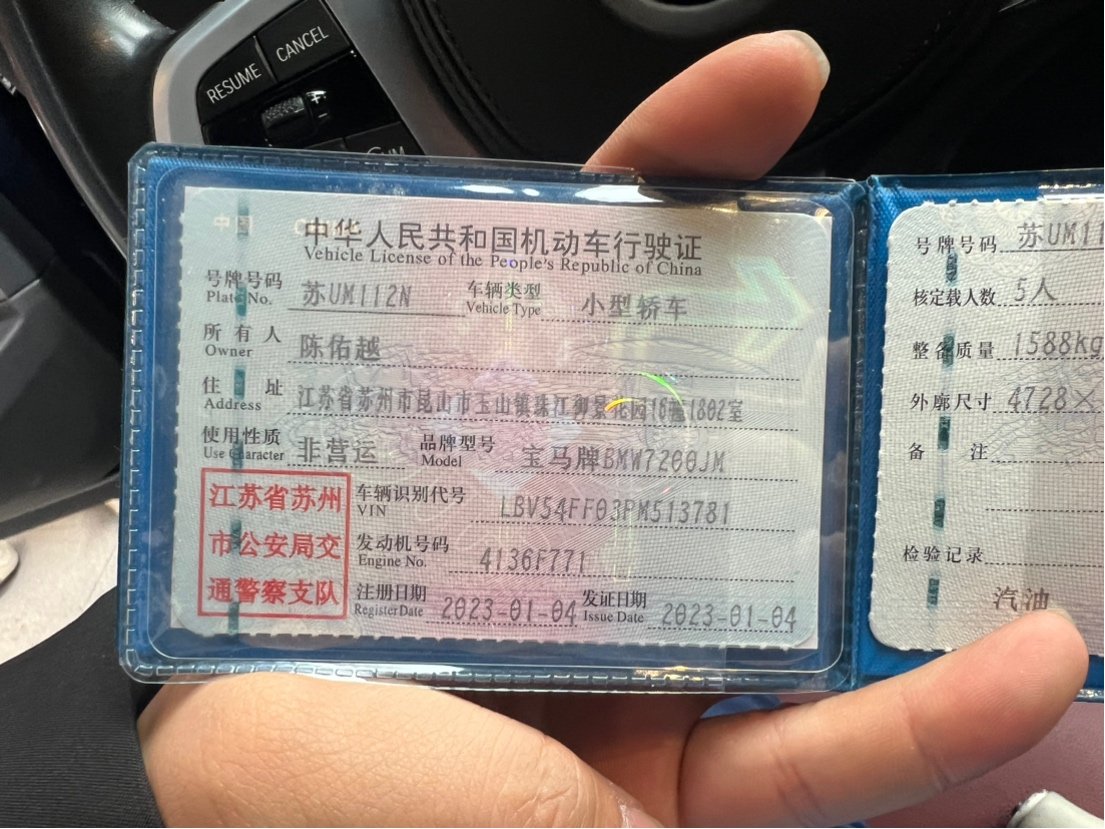 RESUME
CANCEL
+
中华人民共和国机动车行驶证
Vehicle License of the People's Republic of China
号牌号码 苏UM112N 车辆类型 小型轿车
Plate No. Vehicle Type
所有人 陈佑越
Owner
住址 江苏省苏州市昆山市玉山镇珠江御景花园16幢1802室
Address
使用性质 非营运 品牌型号 宝马牌BMW7200JM
Use Character Model
江苏省苏州
市公安局交
通警察支队
车辆识别代号 LBV54FF03PM513781
VIN
发动机号码 4136F771
Engine No.
注册日期 2023-01-04 发证日期 2023-01-04
Register Date Issue Date
号牌号码 苏UM11
核定载人数 5人
整备质量 1588kg
外廓尺寸 4728×
备注
检验记录
汽油